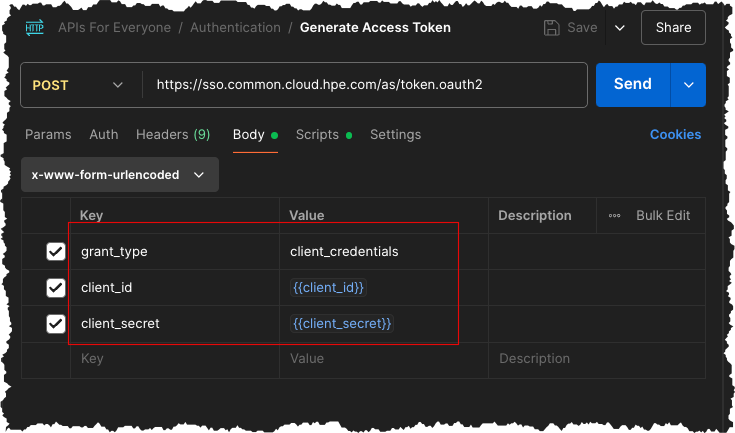 HTTP APIs For Everyone / Authentication / Generate Access Token Save Share
POST https://sso.common.cloud.hpe.com/as/token.oauth2 Send
Params Auth Headers (9) Body Scripts Settings Cookies
x-www-form-urlencoded
Key Value Description Bulk Edit
grant_type client_credentials
client_id {{client_id}}
client_secret {{client_secret}}
Key Value Description